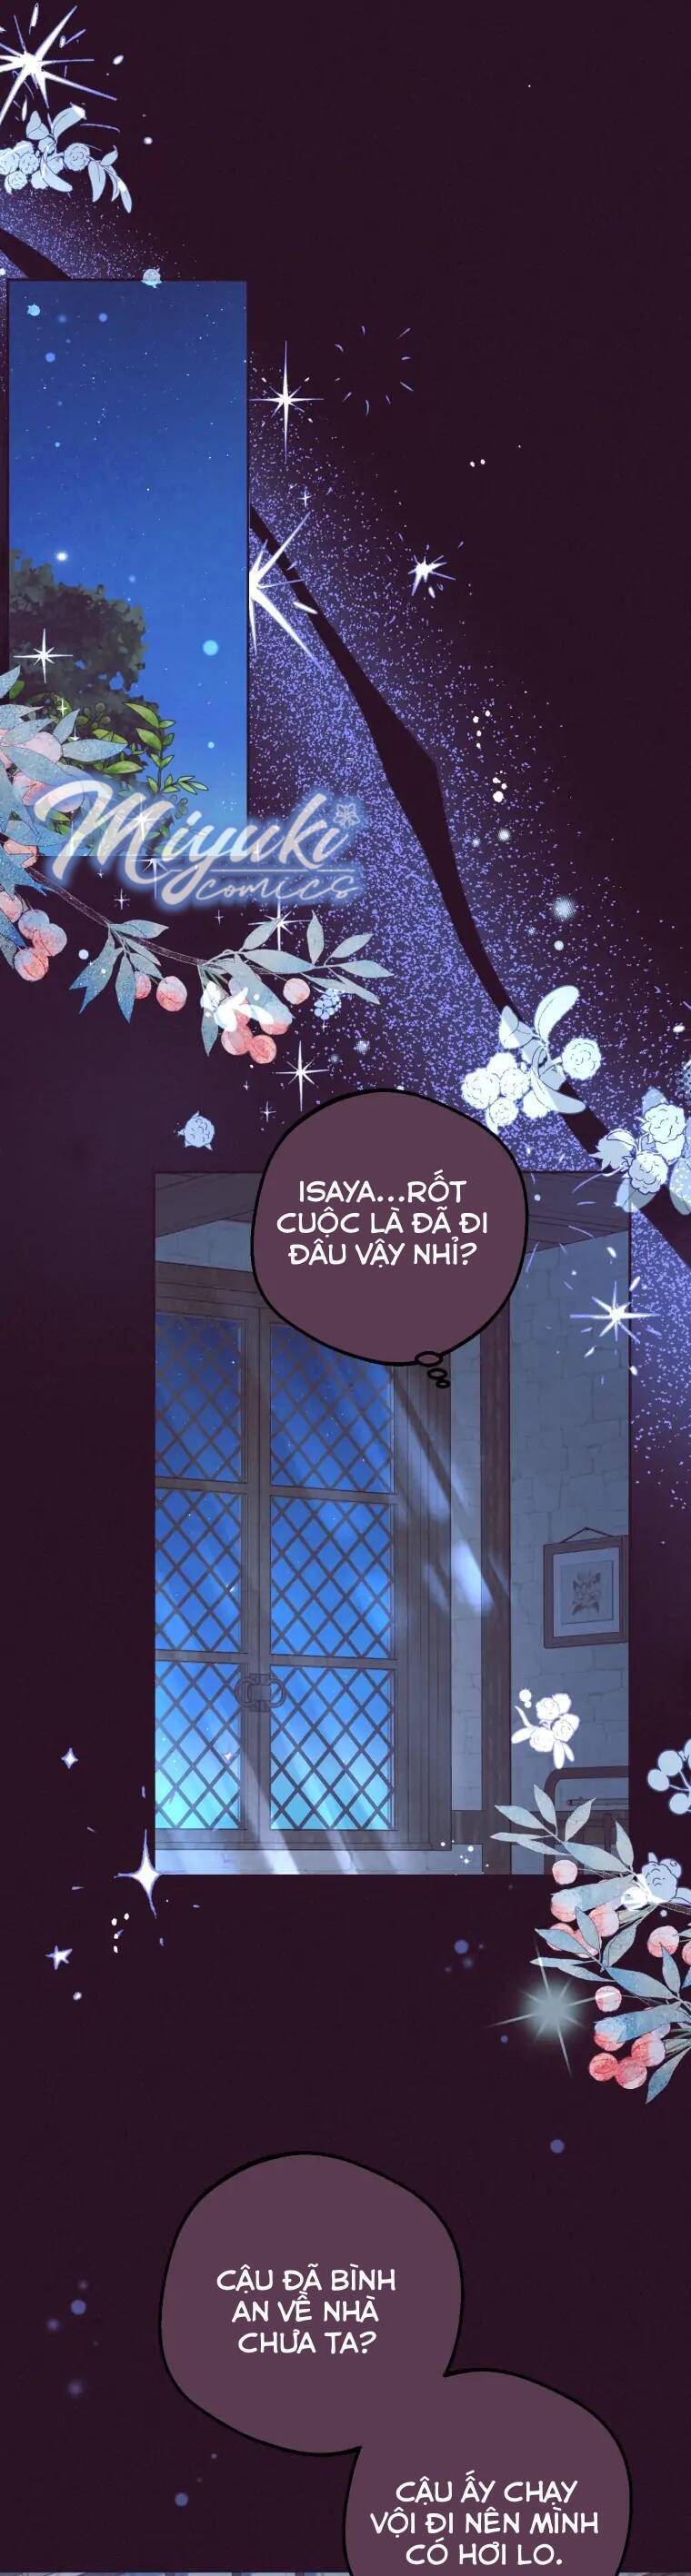 Miyuki
comics
ISAYA...RỐT
CUỘC LÀ ĐÃ ĐI
ĐÂU VẬY NHỈ?
CẬU ĐÃ BÌNH
AN VỀ NHÀ
CHƯA TA?
CẬU ẤY CHẠY
VỘI ĐI NÊN MÌNH
CÓ HƠI LO.